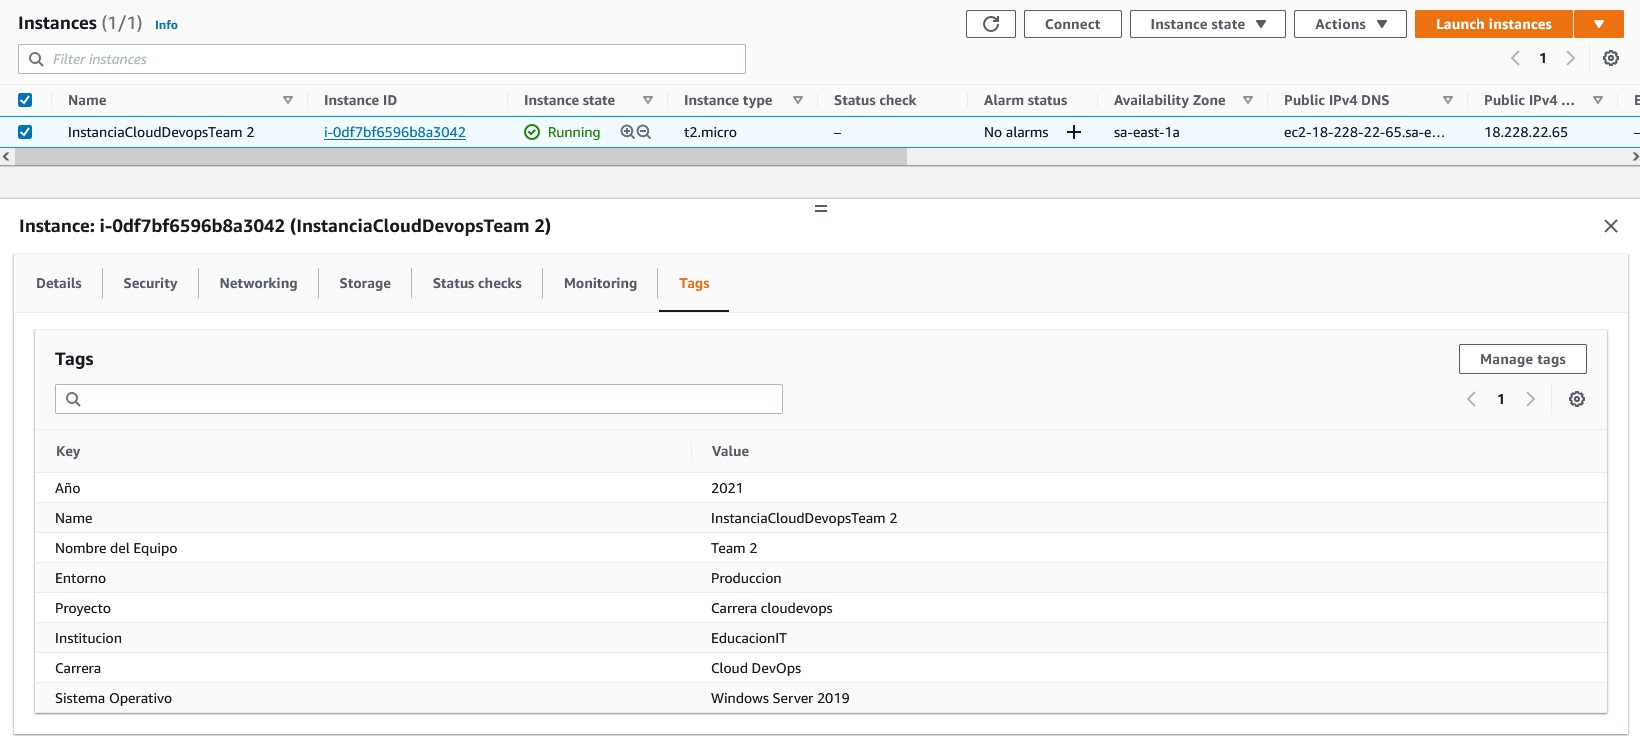 Instances (1/1) Info
Connect Instance state Actions Launch instances
Filter instances
1
Name Instance ID Instance state Instance type Status check Alarm status Availability Zone Public IPv4 DNS Public IPv4 ... E
InstanciaCloudDevopsTeam 2 i-0df7bf6596b8a3042 Running t2.micro – No alarms + sa-east-1a ec2-18-228-22-65.sa-e... 18.228.22.65 –
Instance: i-0df7bf6596b8a3042 (InstanciaCloudDevopsTeam 2)
Details Security Networking Storage Status checks Monitoring Tags
Tags
Manage tags
1
Key Value
Año 2021
Name InstanciaCloudDevopsTeam 2
Nombre del Equipo Team 2
Entorno Produccion
Proyecto Carrera cloudevops
Institucion EducacionIT
Carrera Cloud DevOps
Sistema Operativo Windows Server 2019